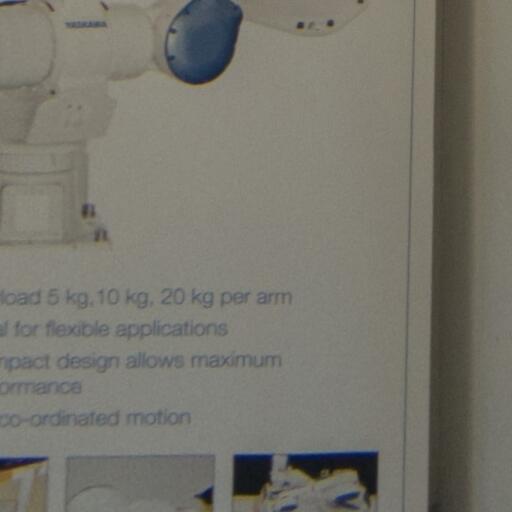 YASKAWA
load 5 kg,10 kg, 20 kg per arm
al for flexible applications
mpact design allows maximum
ormance
co-ordinated motion